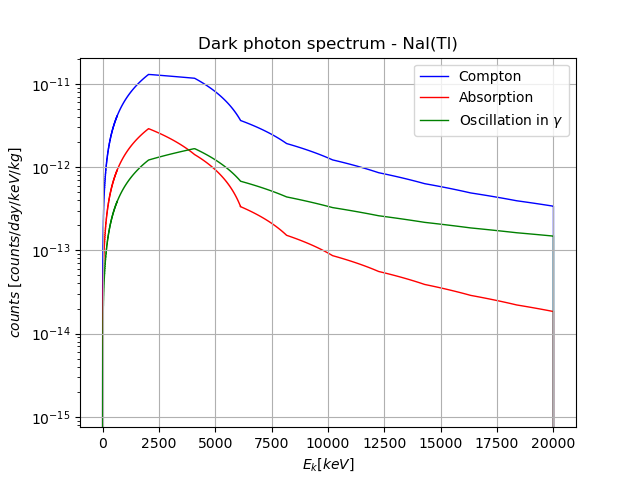 Dark photon spectrum - NaI(Tl)
Compton
Absorption
Oscillation in γ
counts [counts/day/keV/kg]
10⁻¹¹
10⁻¹²
10⁻¹³
10⁻¹⁴
10⁻¹⁵
0 2500 5000 7500 10000 12500 15000 17500 20000
E_k[keV]